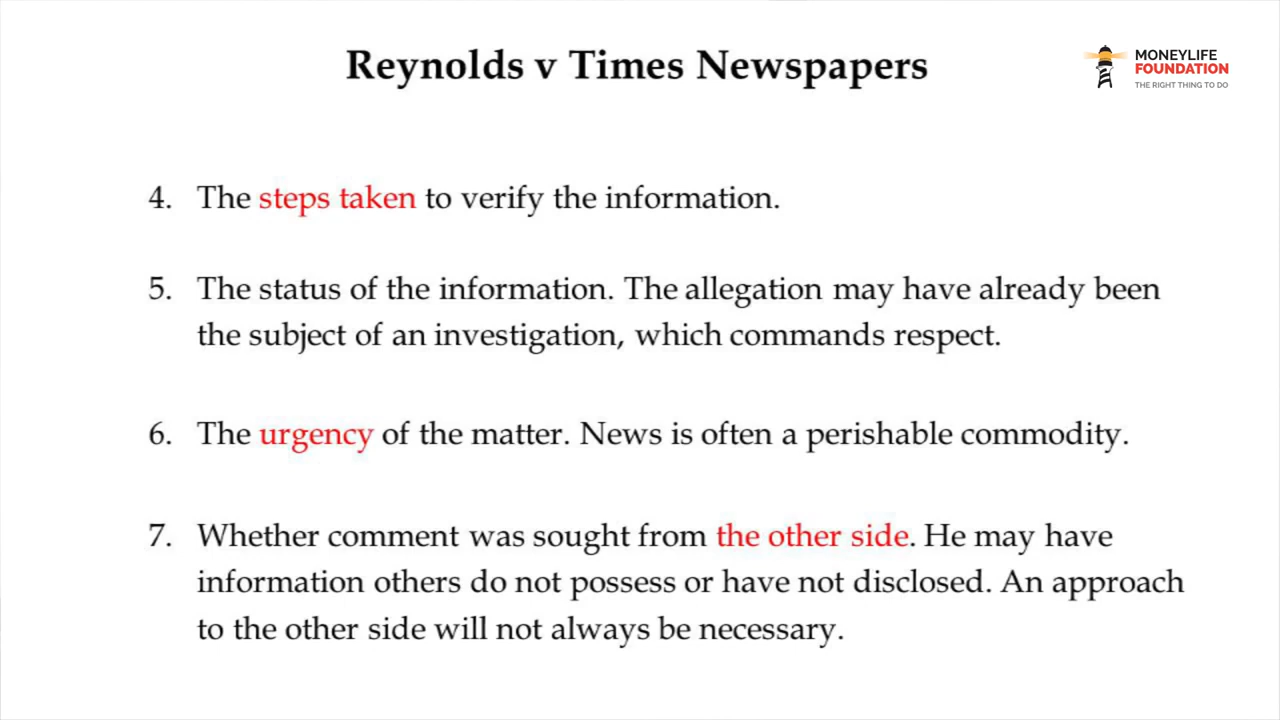 Reynolds v Times Newspapers
MONEYLIFE
FOUNDATION
THE RIGHT THING TO DO
4. The steps taken to verify the information.
5. The status of the information. The allegation may have already been
the subject of an investigation, which commands respect.
6. The urgency of the matter. News is often a perishable commodity.
7. Whether comment was sought from the other side. He may have
information others do not possess or have not disclosed. An approach
to the other side will not always be necessary.